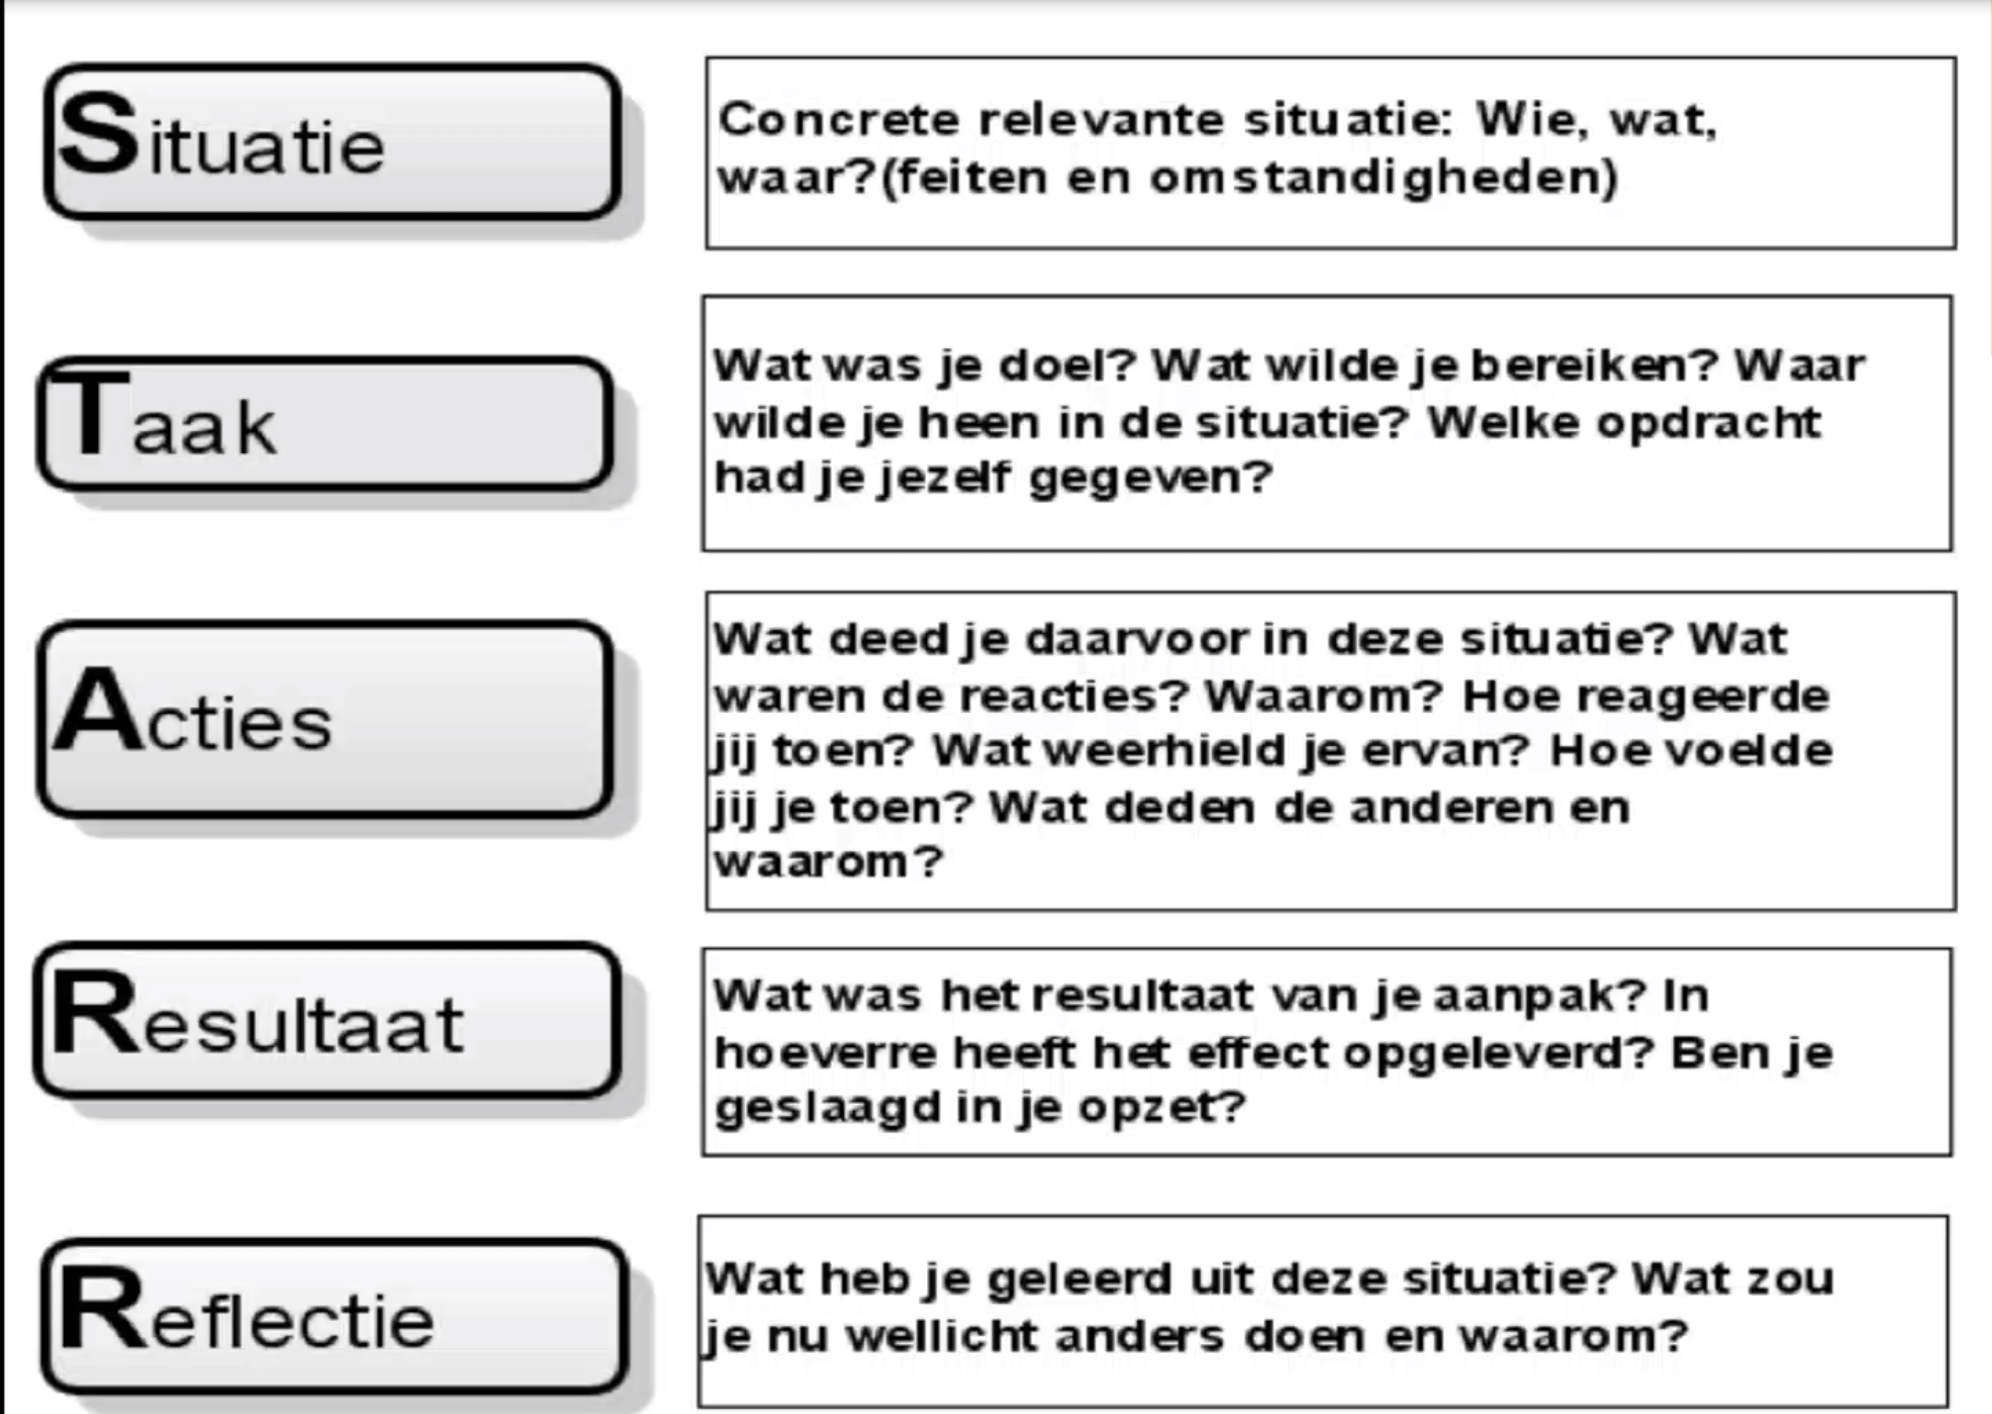 Situatie
Concrete relevante situatie: Wie, wat,
waar?(feiten en omstandigheden)
Taak
Wat was je doel? Wat wilde je bereiken? Waar
wilde je heen in de situatie? Welke opdracht
had je jezelf gegeven?
Acties
Wat deed je daarvoor in deze situatie? Wat
waren de reacties? Waarom? Hoe reageerde
jij toen? Wat weerhield je ervan? Hoe voelde
jij je toen? Wat deden de anderen en
waarom?
Resultaat
Wat was het resultaat van je aanpak? In
hoeverre heeft het effect opgeleverd? Ben je
geslaagd in je opzet?
Reflectie
Wat heb je geleerd uit deze situatie? Wat zou
je nu wellicht anders doen en waarom?